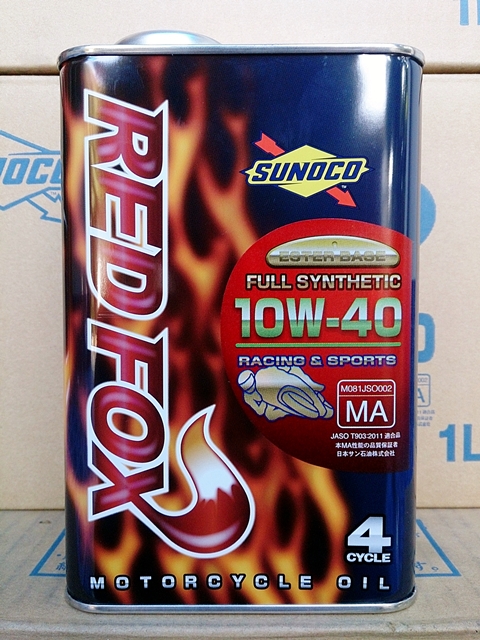 RED FOX
SUNOCO
TM
ESTER BASE
FULL SYNTHETIC
10W-40
RACING & SPORTS
M081JSO002
MA
JASO T903:2011 適合品
本MA性能の品質保証者
日本サン石油株式会社
4
CYCLE
MOTORCYCLE OIL
1L